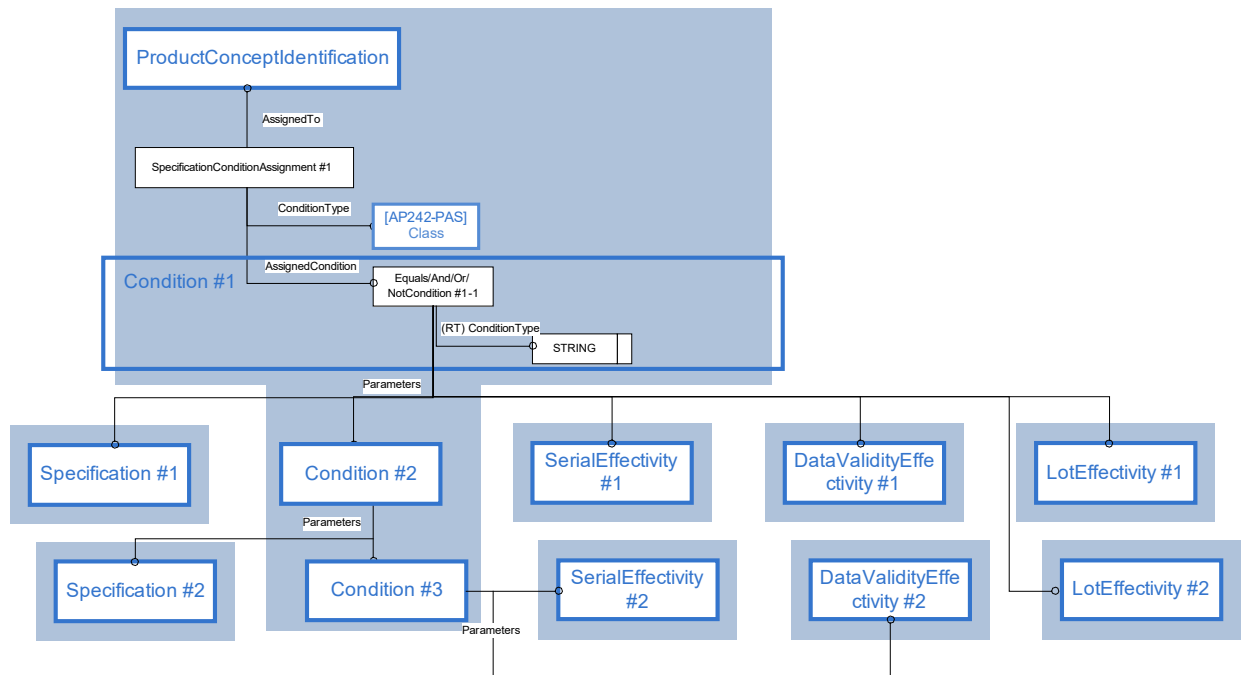 ProductConceptIdentification
AssignedTo
SpecificationConditionAssignment #1
ConditionType
[AP242-PAS]
Class
AssignedCondition
Condition #1
Equals/And/Or/
NotCondition #1-1
(RT) ConditionType
STRING
Parameters
Specification #1
Condition #2
SerialEffectivity
#1
DataValidityEffe
ctivity #1
LotEffectivity #1
Parameters
Specification #2
Condition #3
SerialEffectivity
#2
DataValidityEffe
ctivity #2
LotEffectivity #2
Parameters